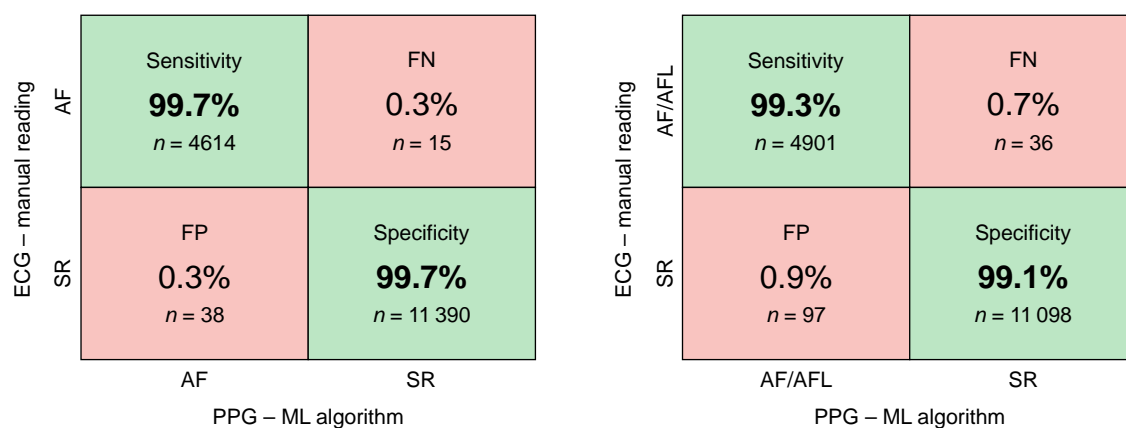 ECG – manual reading
AF
SR
Sensitivity
99.7%
n = 4614
FN
0.3%
n = 15
FP
0.3%
n = 38
Specificity
99.7%
n = 11 390
AF
SR
PPG – ML algorithm
ECG – manual reading
AF/AFL
SR
Sensitivity
99.3%
n = 4901
FN
0.7%
n = 36
FP
0.9%
n = 97
Specificity
99.1%
n = 11 098
AF/AFL
SR
PPG – ML algorithm